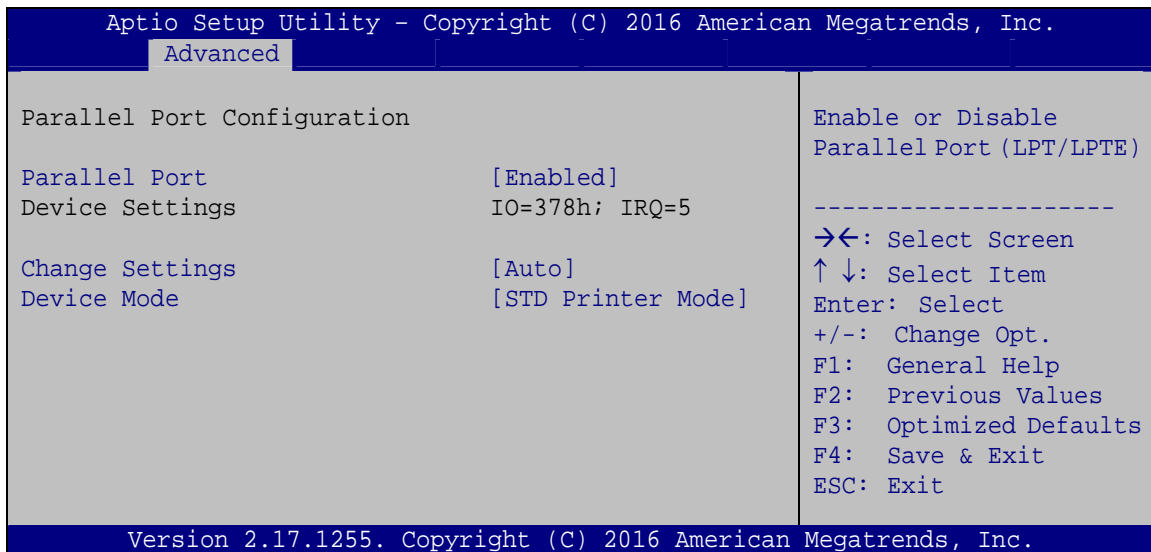 Aptio Setup Utility – Copyright (C) 2016 American Megatrends, Inc.
Advanced
Parallel Port Configuration
Parallel Port [Enabled]
Device Settings IO=378h; IRQ=5
Change Settings [Auto]
Device Mode [STD Printer Mode]
Enable or Disable
Parallel Port (LPT/LPTE)
---------------------
→←: Select Screen
↑ ↓: Select Item
Enter: Select
+/-: Change Opt.
F1: General Help
F2: Previous Values
F3: Optimized Defaults
F4: Save & Exit
ESC: Exit
Version 2.17.1255. Copyright (C) 2016 American Megatrends, Inc.